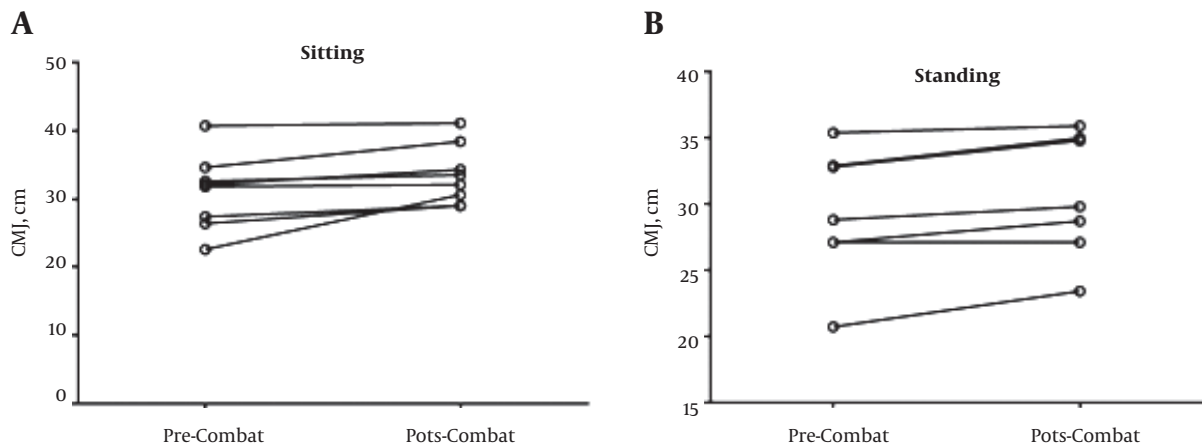 A
Sitting
50
40
30
20
10
0
CMJ, cm
Pre-Combat
Pots-Combat
B
Standing
40
35
30
25
20
15
CMJ, cm
Pre-Combat
Pots-Combat